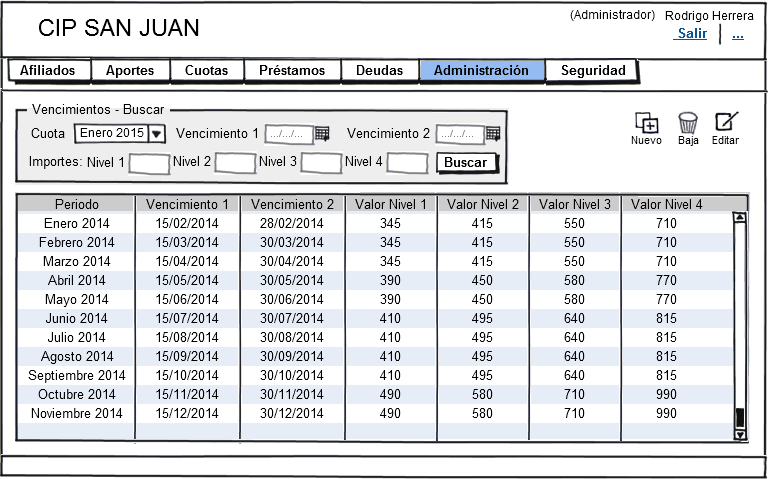 CIP SAN JUAN
(Administrador) Rodrigo Herrera
Salir | ...
Afiliados Aportes Cuotas Préstamos Deudas Administración Seguridad
Vencimientos - Buscar
Cuota Enero 2015 Vencimiento 1 .../.../... Vencimiento 2 .../.../...
Importes: Nivel 1 Nivel 2 Nivel 3 Nivel 4 Buscar
Nuevo Baja Editar
Periodo Vencimiento 1 Vencimiento 2 Valor Nivel 1 Valor Nivel 2 Valor Nivel 3 Valor Nivel 4
Enero 2014 15/02/2014 28/02/2014 345 415 550 710
Febrero 2014 15/03/2014 30/03/2014 345 415 550 710
Marzo 2014 15/04/2014 30/04/2014 345 415 550 710
Abril 2014 15/05/2014 30/05/2014 390 450 580 770
Mayo 2014 15/06/2014 30/06/2014 390 450 580 770
Junio 2014 15/07/2014 30/07/2014 410 495 640 815
Julio 2014 15/08/2014 30/08/2014 410 495 640 815
Agosto 2014 15/09/2014 30/09/2014 410 495 640 815
Septiembre 2014 15/10/2014 30/10/2014 410 495 640 815
Octubre 2014 15/11/2014 30/11/2014 490 580 710 990
Noviembre 2014 15/12/2014 30/12/2014 490 580 710 990